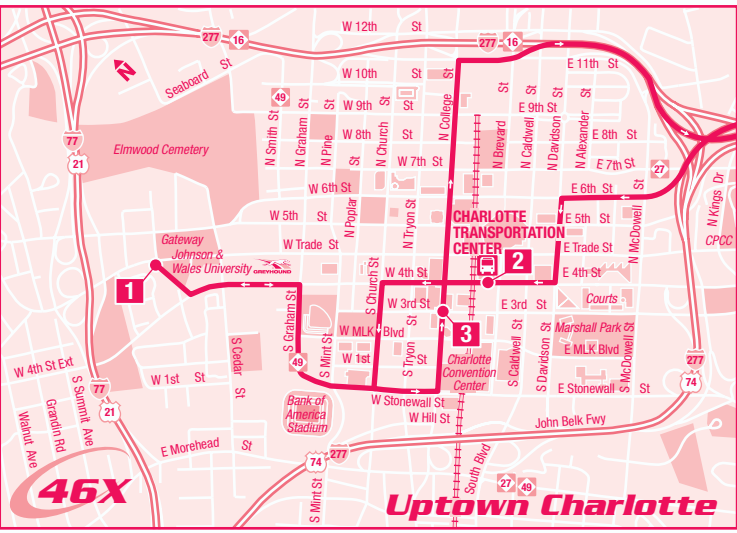 W 12th St
277
16
277
16
N
Seaboard St
W 10th St
E 11th St
49
W 9th St
E 9th St
N College St
N Smith St
N Graham St
N Pine St
N Church St
W 8th St
N Brevard St
N Caldwell St
N Davidson St
N Alexander St
E 8th St
77
21
Elmwood Cemetery
W 7th St
E 7th St
27
W 6th St
E 6th St
N Poplar St
N Tryon St
W 5th St
CHARLOTTE
TRANSPORTATION
CENTER
E 5th St
N McDowell St
N Kings Dr
CPCC
Gateway
Johnson &
Wales University
GREYHOUND
W Trade St
E Trade St
1
S Church St
W 4th St
2
E 4th St
S Graham St
W 3rd St
E 3rd St
Courts
3
S Mint St
W MLK Blvd
Marshall Park
E MLK Blvd
S Cedar St
W 1st St
S Tryon St
Charlotte
Convention
Center
S Caldwell St
S Davidson St
S McDowell St
277
74
W 4th St Ext
49
W 1st St
77
21
S Summit Ave
Grandin Rd
Walnut Ave
Bank of
America
Stadium
W Stonewall St
E Stonewall St
W Hill St
John Belk Fwy
E Morehead St
277
74
S Mint St
South Blvd
27
49
46X
Uptown Charlotte